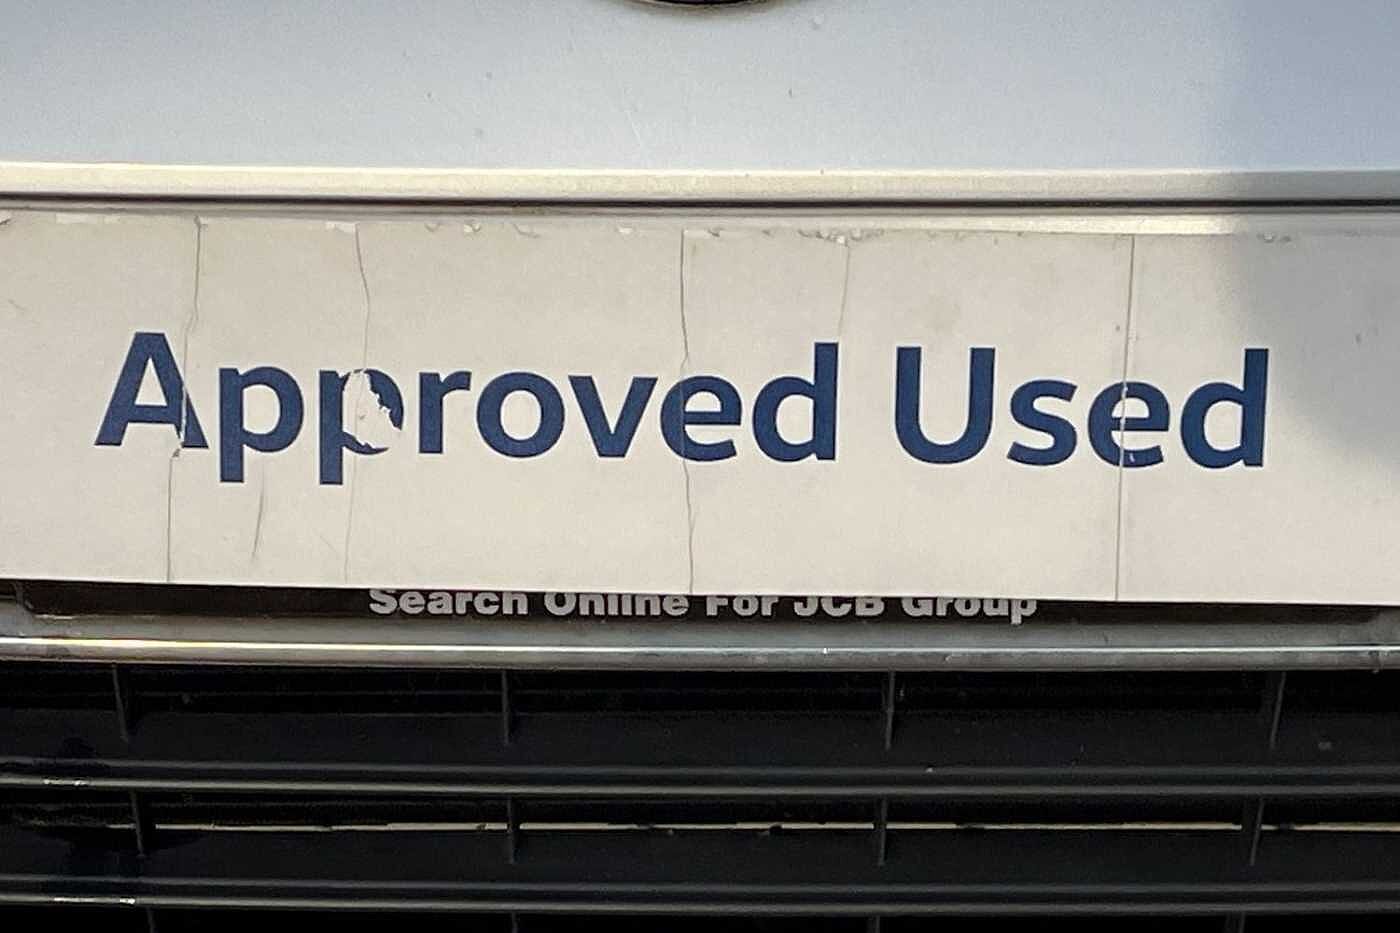 Approved Used
Search Online For JCB Group